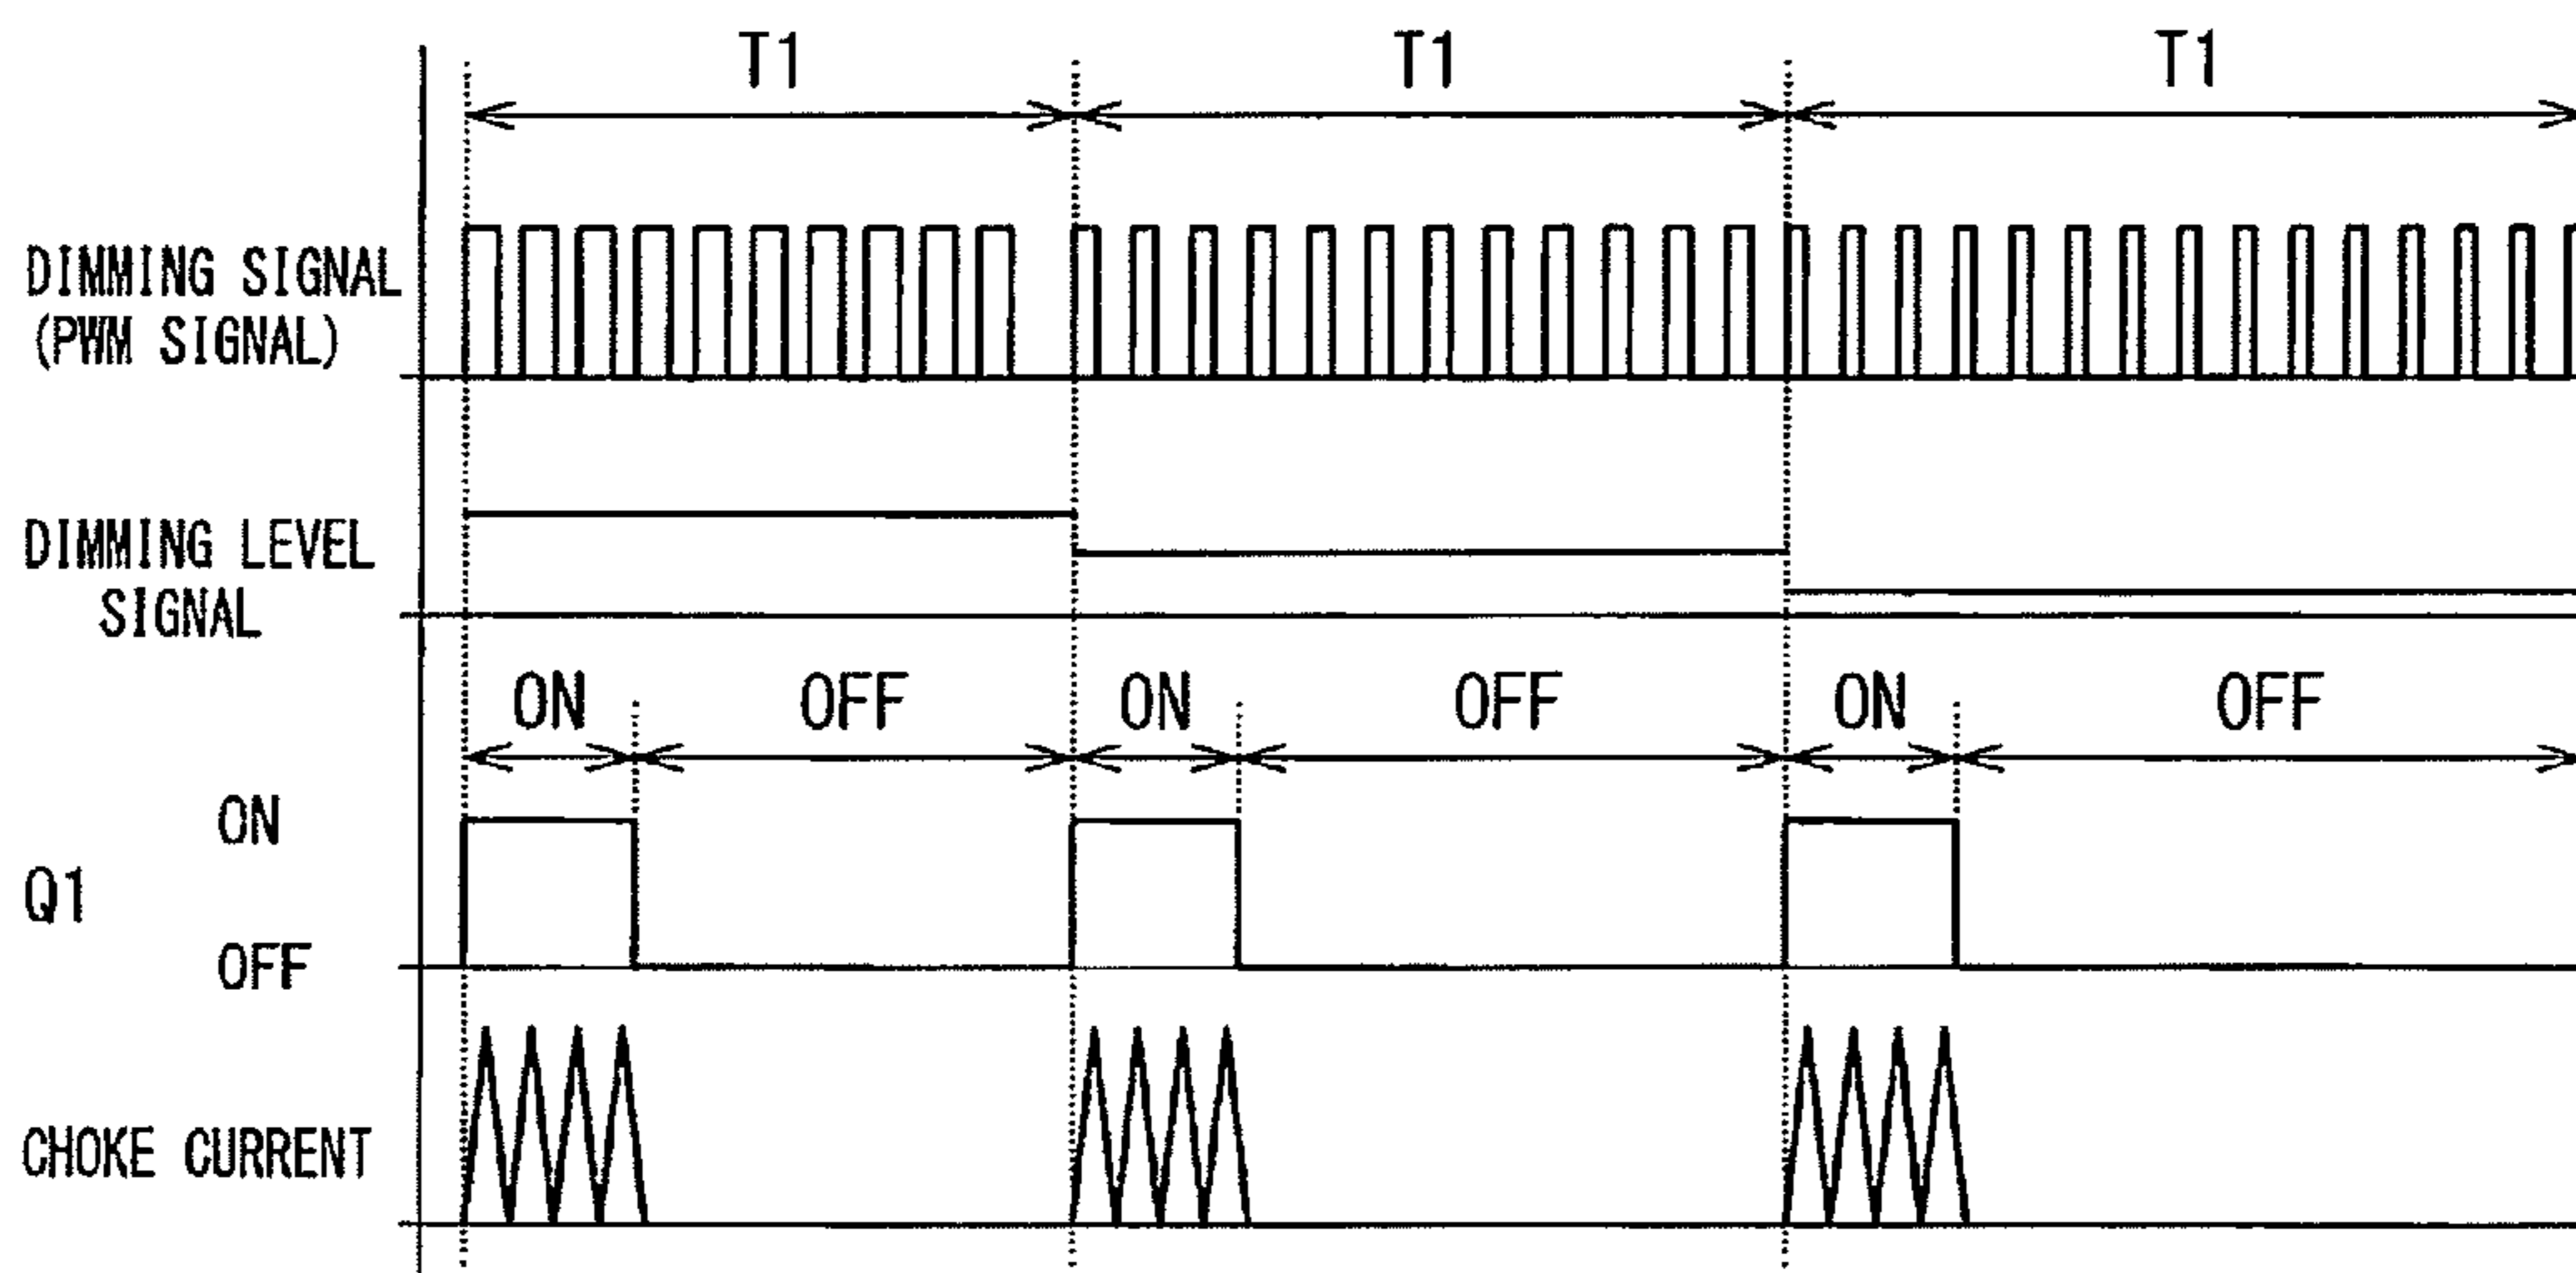 T1 T1 T1
DIMMING SIGNAL
(PWM SIGNAL)
DIMMING LEVEL
SIGNAL
ON OFF ON OFF ON OFF
ON
Q1
OFF
CHOKE CURRENT